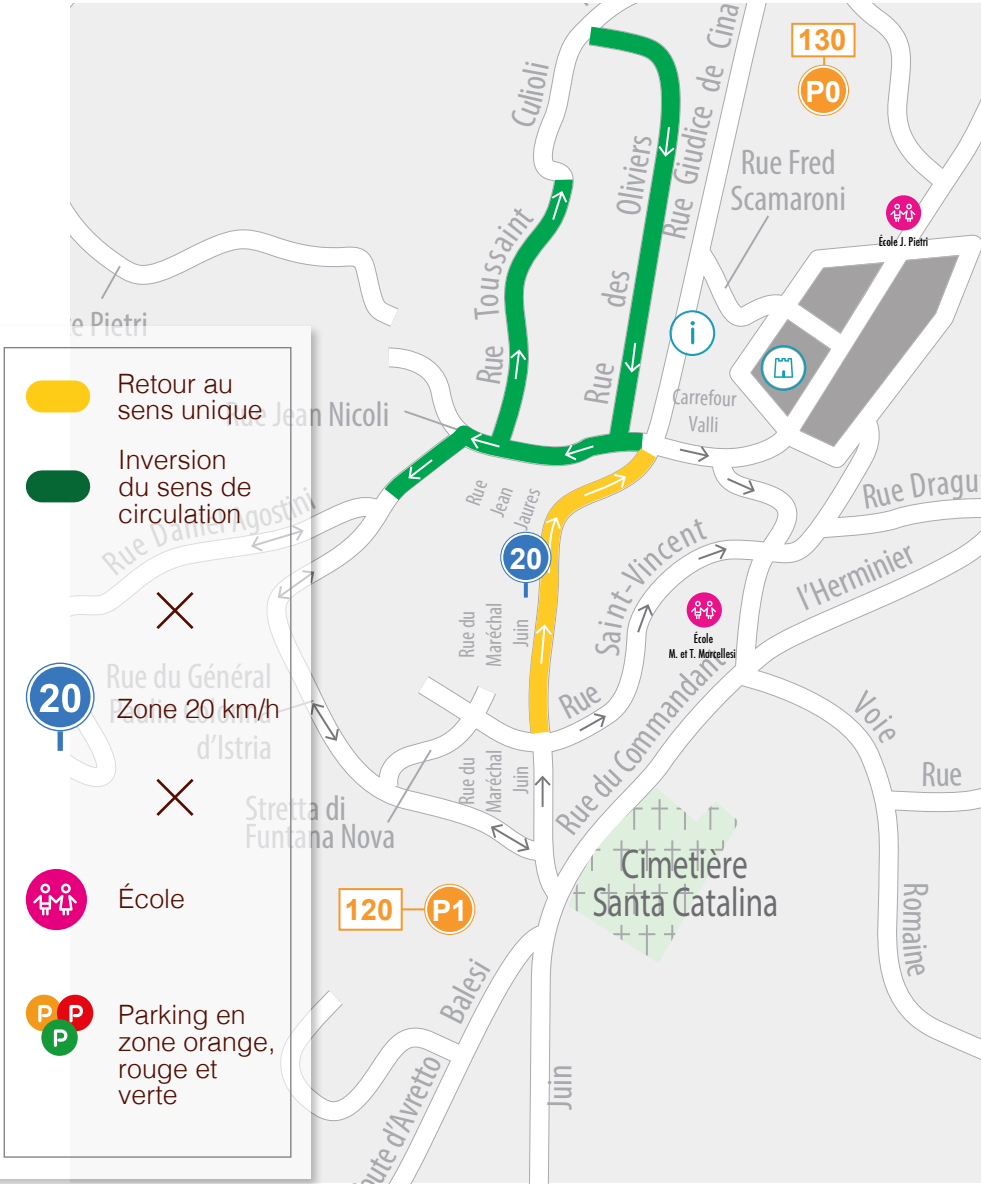 130
P0
Culioli
Oliviers
des
Rue
Rue Giudice de Cina
Rue Fred
Scamaroni
École J. Pietri
Toussaint
Rue
e Pietri
i
Carrefour
Valli
Retour au
sens unique
Rue Jean Nicoli
Inversion
du sens de
circulation
Rue Daniel Agostini
Rue
Jean
Jaures
20
Saint-Vincent
Rue
Rue Dragu
l'Herminier
Rue du Commandant
École
M. et T. Marcellesi
Rue du
Maréchal
Juin
20
Zone 20 km/h
Rue du Général
Paulin Colonna
d'Istria
Rue du
Maréchal
Juin
Stretta di
Funtana Nova
Voie
Rue
Romaine
Cimetière
Santa Catalina
120
P1
École
P P
P
Parking en
zone orange,
rouge et
verte
Balesi
oute d'Avretto
Juin